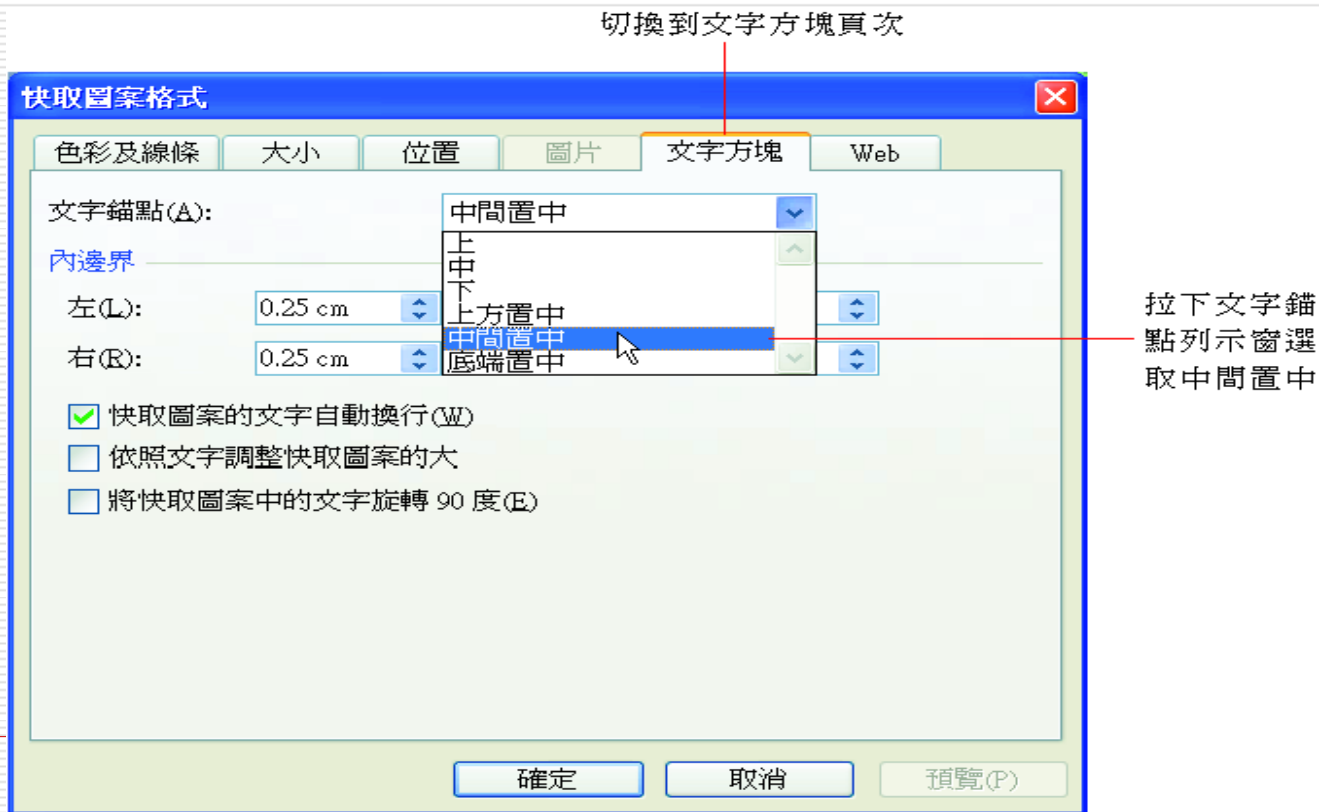 切換到文字方塊頁次
快取圖案格式
色彩及線條 大小 位置 圖片 文字方塊 Web
文字錨點(A): 中間置中
上
中
下
上方置中
中間置中
底端置中
內邊界
左(L): 0.25 cm
右(R): 0.25 cm
快取圖案的文字自動換行(W)
依照文字調整快取圖案的大
將快取圖案中的文字旋轉 90 度(E)
確定 取消 預覽(P)
拉下文字錨
點列示窗選
取中間置中